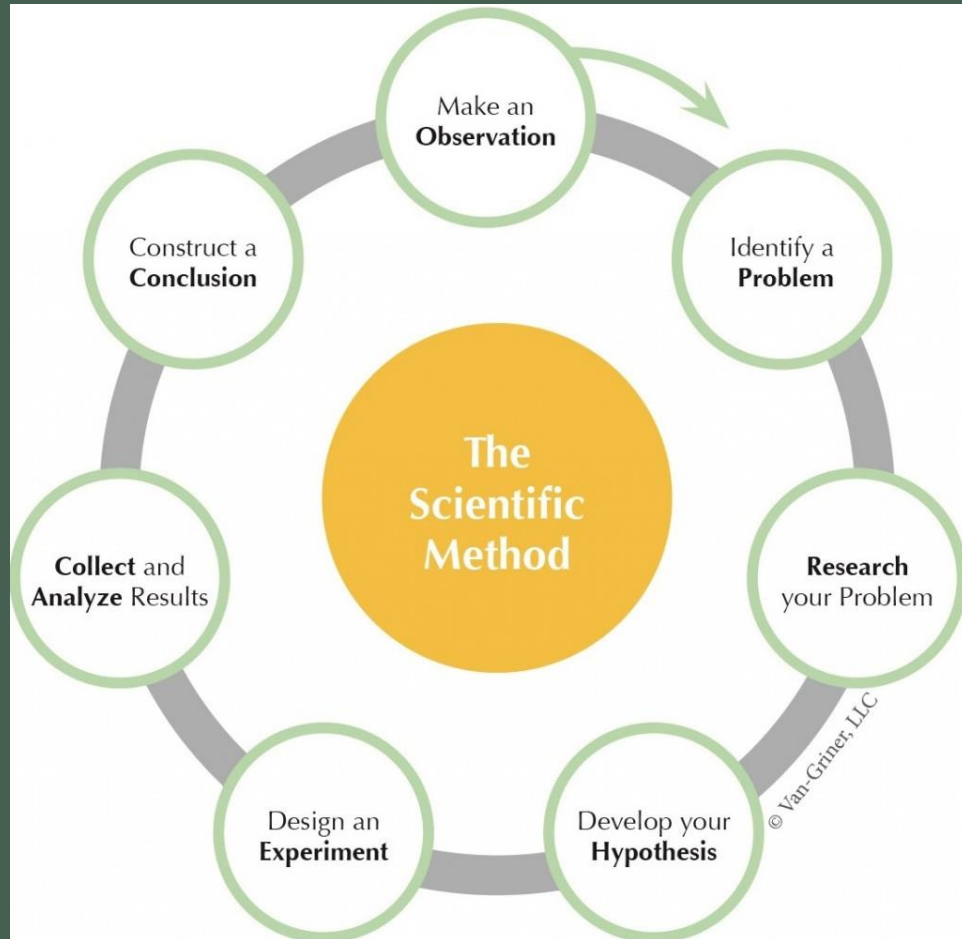 Make an
Observation
Identify a
Problem
Research
your Problem
Develop your
Hypothesis
Design an
Experiment
Collect and
Analyze Results
Construct a
Conclusion
The
Scientific
Method
© Van-Griner, LLC